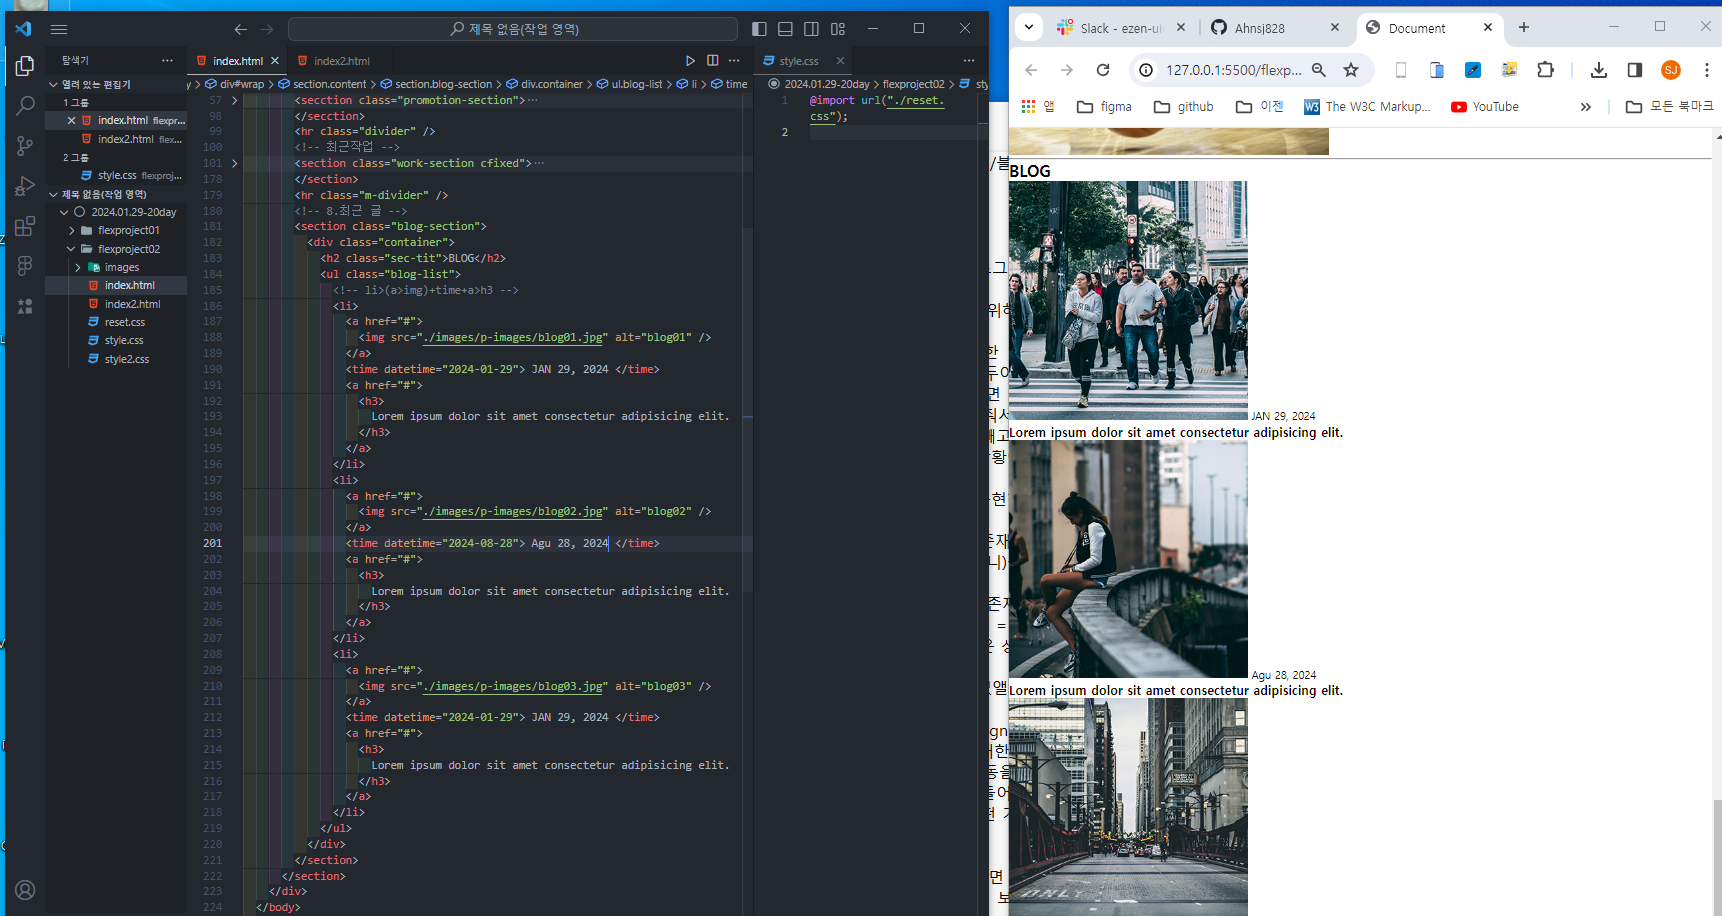 제목 없음(작업 영역)
탐색기
열려 있는 편집기
1 그룹
index.html flexpr...
index2.html flex...
2 그룹
style.css flexproj...
제목 없음(작업 영역)
2024.01.29-20day
flexproject01
flexproject02
images
index.html
index2.html
reset.css
style.css
style2.css
index.html
index2.html
y > div#wrap > section.content > section.blog-section > div.container > ul.blog-list > li > time
57 <secction class="promotion-section">…
98 </secction>
99 <hr class="divider" />
100 <!-- 최근작업 -->
101 <section class="work-section cfixed">…
178 </section>
179 <hr class="m-divider" />
180 <!-- 8.최근 글 -->
181 <section class="blog-section">
182 <div class="container">
183 <h2 class="sec-tit">BLOG</h2>
184 <ul class="blog-list">
185 <!-- li>(a>img)+time+a>h3 -->
186 <li>
187 <a href="#">
188 <img src="./images/p-images/blog01.jpg" alt="blog01" />
189 </a>
190 <time datetime="2024-01-29"> JAN 29, 2024 </time>
191 <a href="#">
192 <h3>
193 Lorem ipsum dolor sit amet consectetur adipisicing elit.
194 </h3>
195 </a>
196 </li>
197 <li>
198 <a href="#">
199 <img src="./images/p-images/blog02.jpg" alt="blog02" />
200 </a>
201 <time datetime="2024-08-28"> Agu 28, 2024 </time>
202 <a href="#">
203 <h3>
204 Lorem ipsum dolor sit amet consectetur adipisicing elit.
205 </h3>
206 </a>
207 </li>
208 <li>
209 <a href="#">
210 <img src="./images/p-images/blog03.jpg" alt="blog03" />
211 </a>
212 <time datetime="2024-01-29"> JAN 29, 2024 </time>
213 <a href="#">
214 <h3>
215 Lorem ipsum dolor sit amet consectetur adipisicing elit.
216 </h3>
217 </a>
218 </li>
219 </ul>
220 </div>
221 </section>
222 </section>
223 </div>
224 </body>
style.css
2024.01.29-20day > flexproject02 > st
1 @import url("./reset.
css");
2
Slack - ezen-ui
Ahnsj828
Document
127.0.0.1:5500/flexp...
SJ
앱
figma
github
이젠
The W3C Markup...
YouTube
모든 북마크
BLOG
JAN 29, 2024
Lorem ipsum dolor sit amet consectetur adipisicing elit.
Agu 28, 2024
Lorem ipsum dolor sit amet consectetur adipisicing elit.